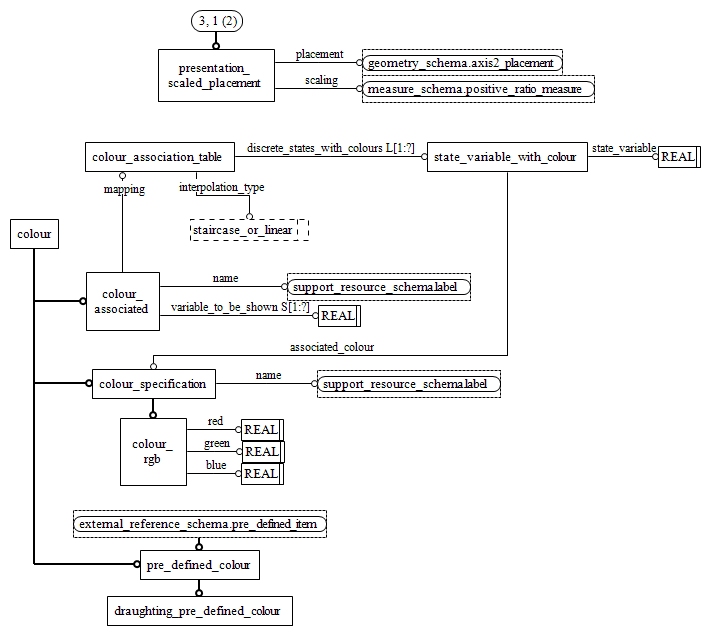 3, 1 (2)
presentation_
scaled_placement
placement
geometry_schema.axis2_placement
scaling
measure_schema.positive_ratio_measure
colour_association_table
discrete_states_with_colours L[1:?]
state_variable_with_colour
state_variable
REAL
mapping
interpolation_type
staircase_or_linear
colour
colour_
associated
name
support_resource_schema.label
variable_to_be_shown S[1:?]
REAL
associated_colour
colour_specification
name
support_resource_schema.label
colour_
rgb
red
REAL
green
REAL
blue
REAL
external_reference_schema.pre_defined_item
pre_defined_colour
draughting_pre_defined_colour